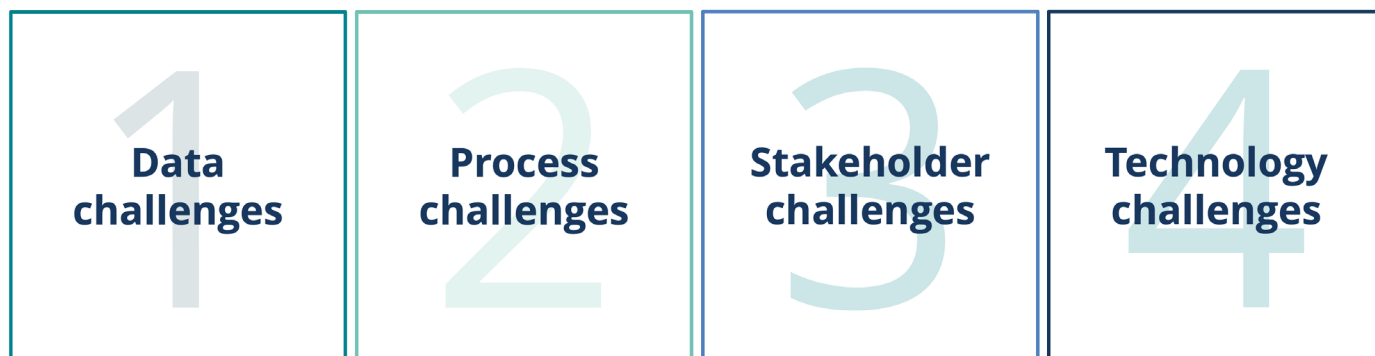 1
Data
challenges
2
Process
challenges
3
Stakeholder
challenges
4
Technology
challenges